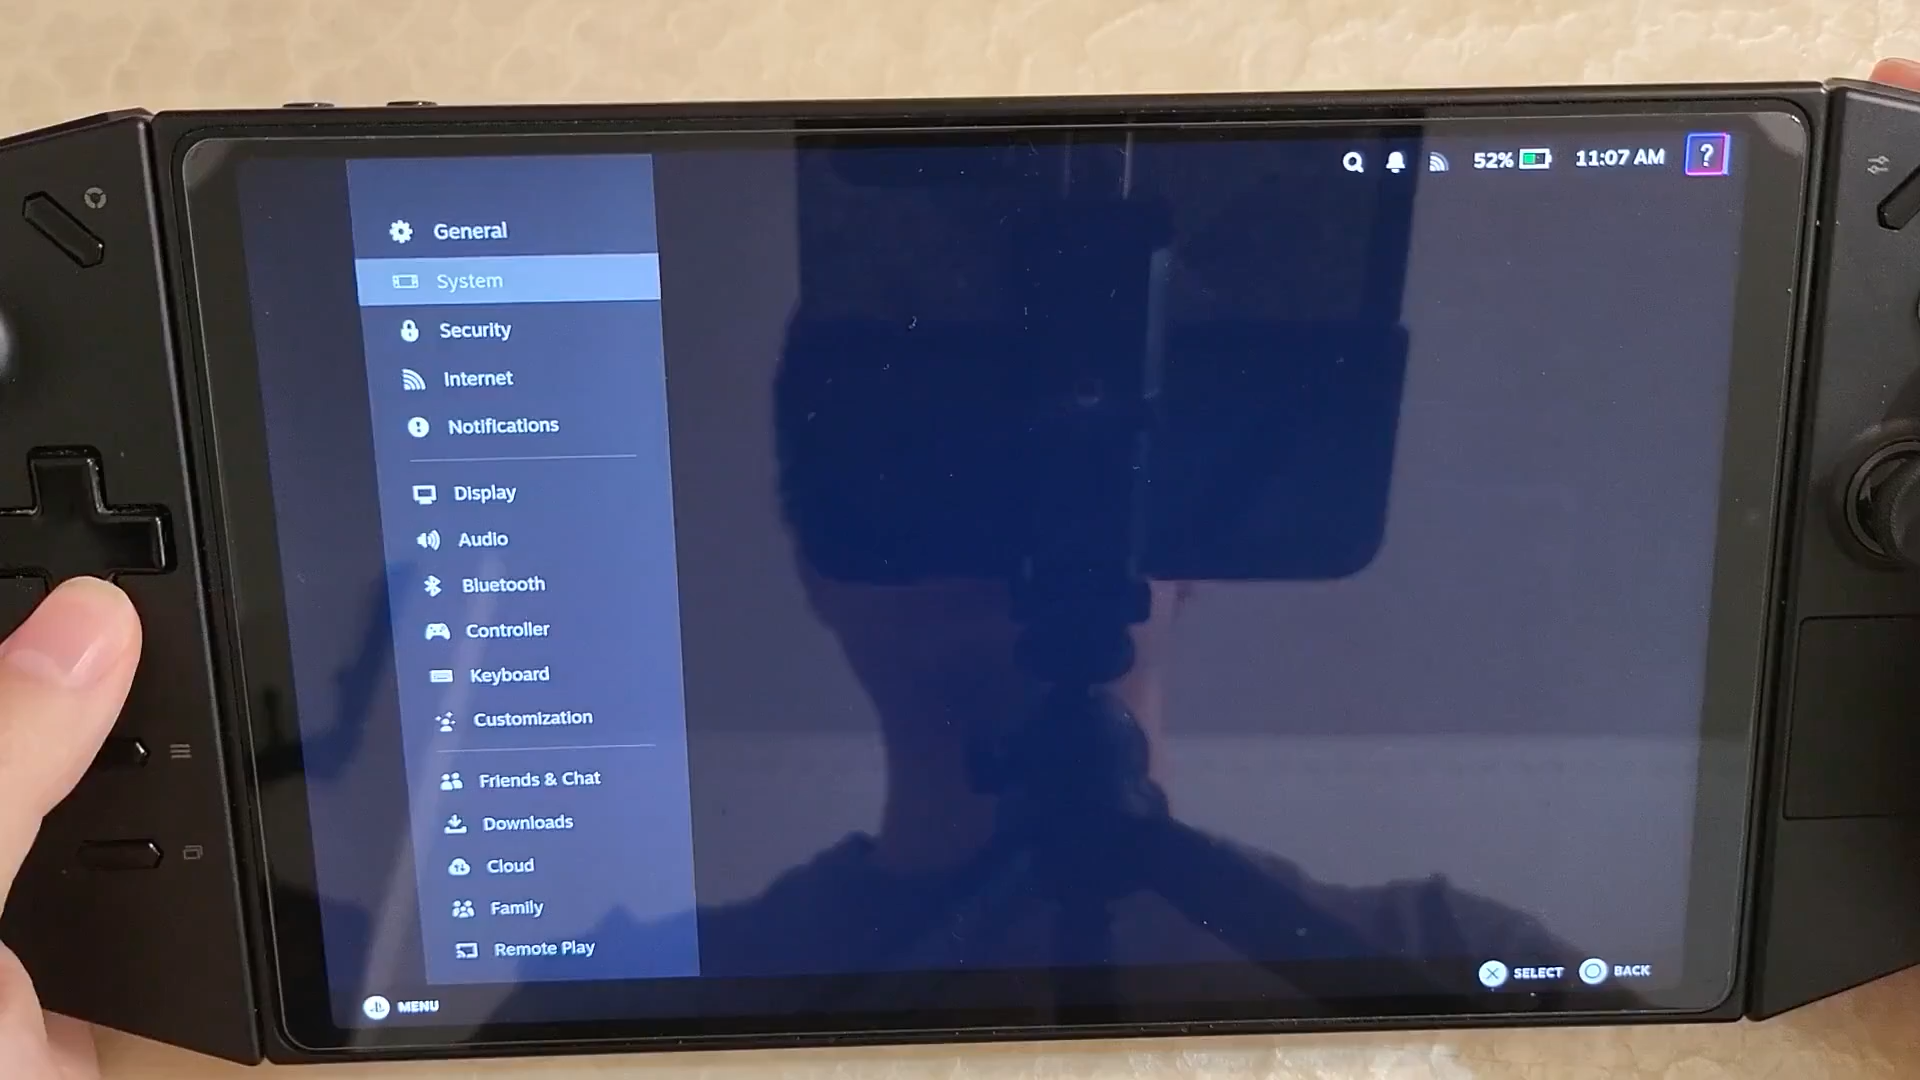 52% 11:07 AM ?
General
System
Security
Internet
Notifications
Display
Audio
Bluetooth
Controller
Keyboard
Customization
Friends & Chat
Downloads
Cloud
Family
Remote Play
MENU
SELECT BACK